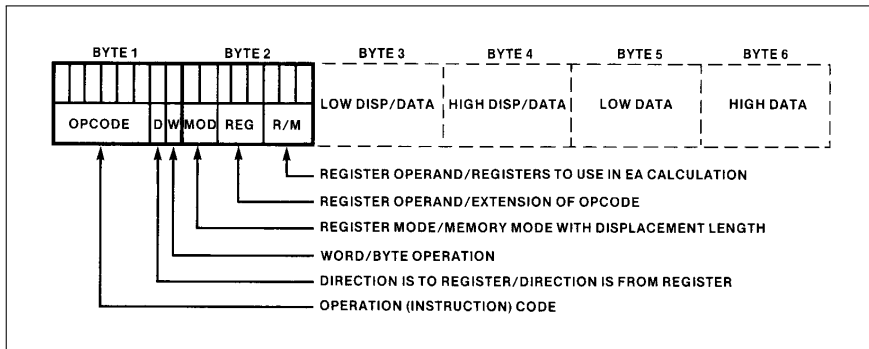 BYTE 1 BYTE 2 BYTE 3 BYTE 4 BYTE 5 BYTE 6
OPCODE D W MOD REG R/M LOW DISP/DATA HIGH DISP/DATA LOW DATA HIGH DATA
REGISTER OPERAND/REGISTERS TO USE IN EA CALCULATION
REGISTER OPERAND/EXTENSION OF OPCODE
REGISTER MODE/MEMORY MODE WITH DISPLACEMENT LENGTH
WORD/BYTE OPERATION
DIRECTION IS TO REGISTER/DIRECTION IS FROM REGISTER
OPERATION (INSTRUCTION) CODE